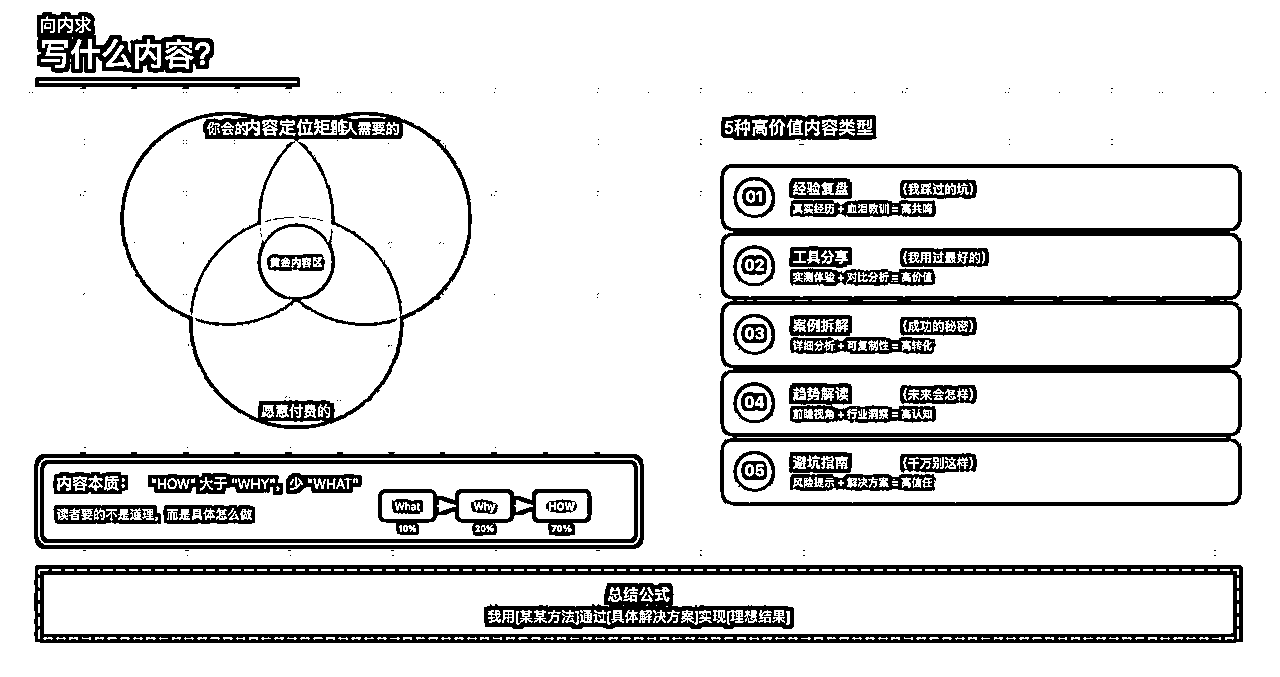 向内求
写什么内容？
内容定位矩阵
你会的
别人需要的
黄金内容区
愿意付费的
内容本质： "HOW" 大于 "WHY"，少 "WHAT"
读者要的不是道理，而是具体怎么做
What Why HOW
10% 20% 70%
5种高价值内容类型
01 经验复盘 （我踩过的坑）
真实经历 + 血泪教训 = 高共鸣
02 工具分享 （我用过最好的）
实测体验 + 对比分析 = 高价值
03 案例拆解 （成功的秘密）
详细分析 + 可复制性 = 高转化
04 趋势解读 （未来会怎样）
前瞻视角 + 行业洞察 = 高认知
05 避坑指南 （千万别这样）
风险提示 + 解决方案 = 高信任
总结公式
我用[某某方法]通过[具体解决方案]实现[理想结果]